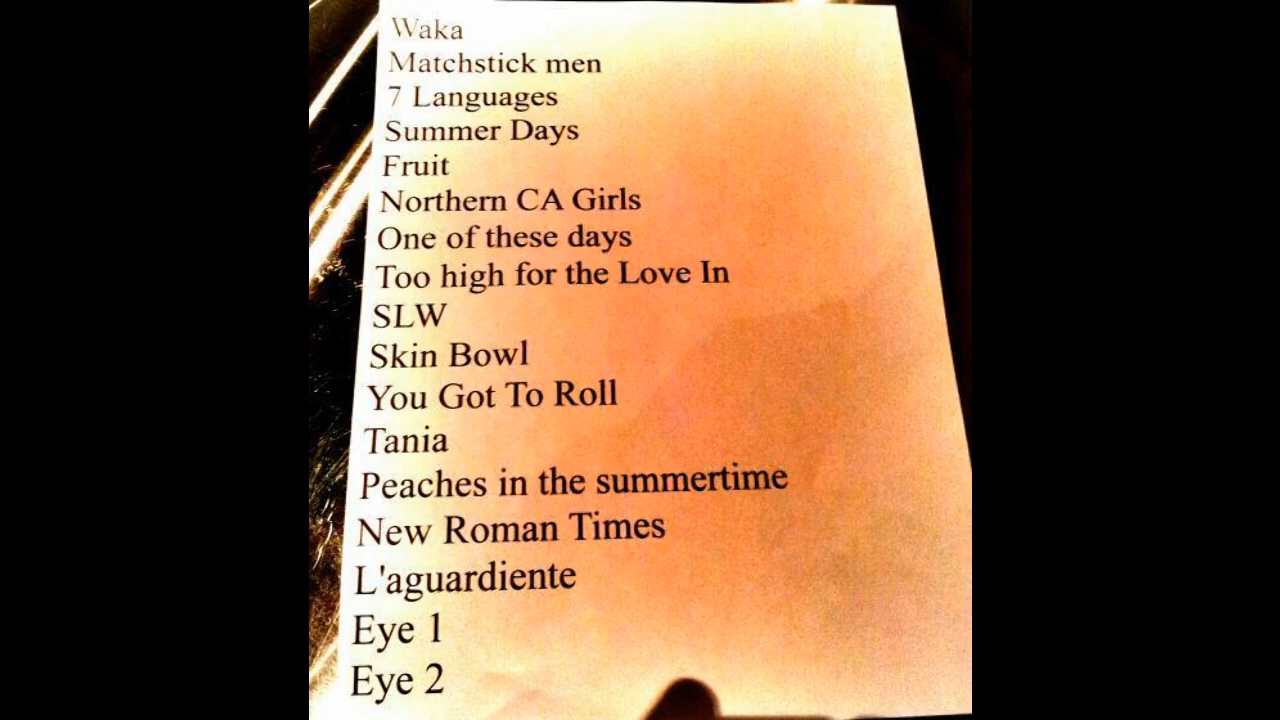 Waka
Matchstick men
7 Languages
Summer Days
Fruit
Northern CA Girls
One of these days
Too high for the Love In
SLW
Skin Bowl
You Got To Roll
Tania
Peaches in the summertime
New Roman Times
L'aguardiente
Eye 1
Eye 2